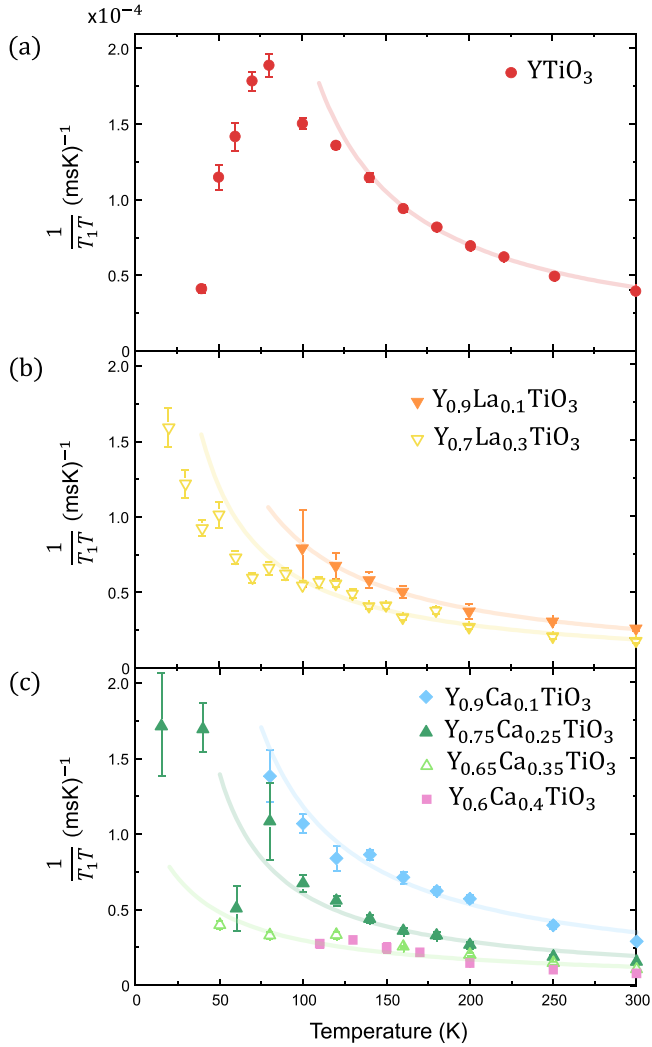 x10⁻⁴
(a)
2.0
1.5
1.0
0.5
0
1/T₁T (msK)⁻¹
YTiO₃
(b)
2.0
1.5
1.0
0.5
0
1/T₁T (msK)⁻¹
Y₀.₉La₀.₁TiO₃
Y₀.₇La₀.₃TiO₃
(c)
2.0
1.5
1.0
0.5
0
1/T₁T (msK)⁻¹
Y₀.₉Ca₀.₁TiO₃
Y₀.₇₅Ca₀.₂₅TiO₃
Y₀.₆₅Ca₀.₃₅TiO₃
Y₀.₆Ca₀.₄TiO₃
0 50 100 150 200 250 300
Temperature (K)